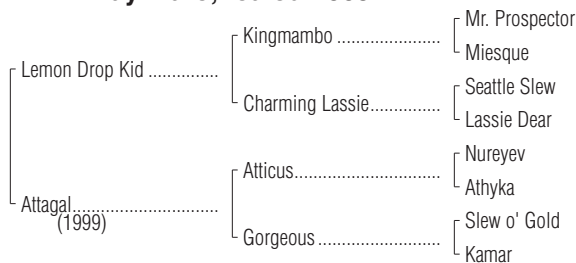 Kingmambo ....................
Mr. Prospector
Miesque
Lemon Drop Kid ..............
Charming Lassie...............
Seattle Slew
Lassie Dear
Attagal...............................
(1999)
Atticus..............................
Nureyev
Athyka
Gorgeous .........................
Slew o' Gold
Kamar